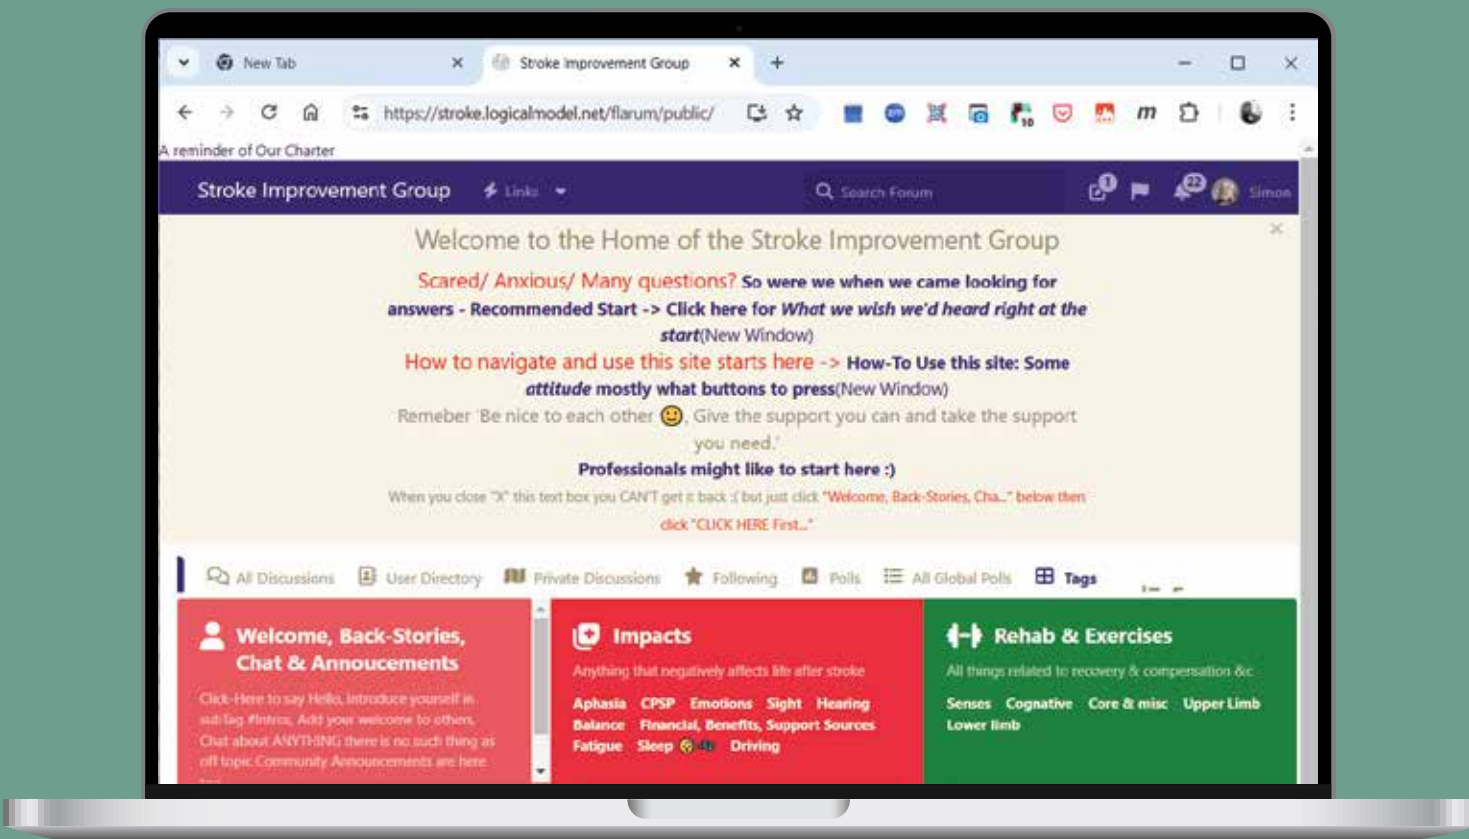 New Tab
Stroke Improvement Group
https://stroke.logicalmodel.net/flarum/public/
10
m
A reminder of Our Charter
Stroke Improvement Group
Links
Search Forum
1
22
Simon
Welcome to the Home of the Stroke Improvement Group
Scared/ Anxious/ Many questions? So were we when we came looking for
answers - Recommended Start -> Click here for What we wish we'd heard right at the
start(New Window)
How to navigate and use this site starts here -> How-To Use this site: Some
attitude mostly what buttons to press(New Window)
Remeber 'Be nice to each other 🙂, Give the support you can and take the support
you need.'
Professionals might like to start here :)
When you close "X" this text box you CAN'T get it back :( but just click "Welcome, Back-Stories, Cha..." below then
click "CLICK HERE First..."
All Discussions
User Directory
Private Discussions
Following
Polls
All Global Polls
Tags
Welcome, Back-Stories,
Chat & Annoucements
Click-Here to say Hello, Introduce yourself in
subtag #Intros, Add your welcome to others,
Chat about ANYTHING there is no such thing as
off topic Community Announcements are here
Impacts
Anything that negatively affects life after stroke
Aphasia CPSP Emotions Sight Hearing
Balance Financial, Benefits, Support Sources
Fatigue Sleep Driving
Rehab & Exercises
All things related to recovery & compensation &c
Senses Cognative Core & misc Upper Limb
Lower limb